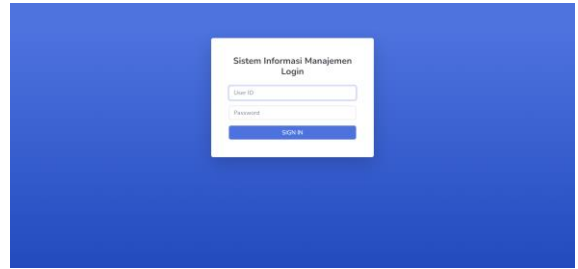 Sistem Informasi Manajemen
Login
User ID
Password
SIGN IN